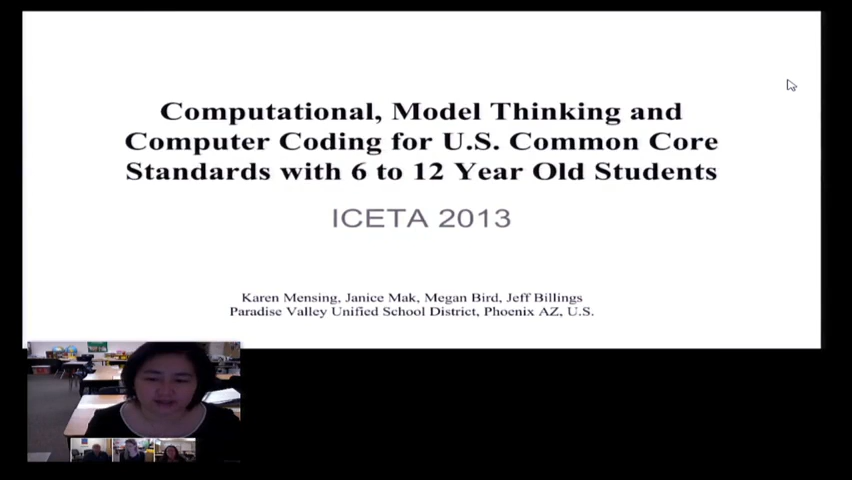 Computational, Model Thinking and
Computer Coding for U.S. Common Core
Standards with 6 to 12 Year Old Students
ICETA 2013
Karen Mensing, Janice Mak, Megan Bird, Jeff Billings
Paradise Valley Unified School District, Phoenix AZ, U.S.